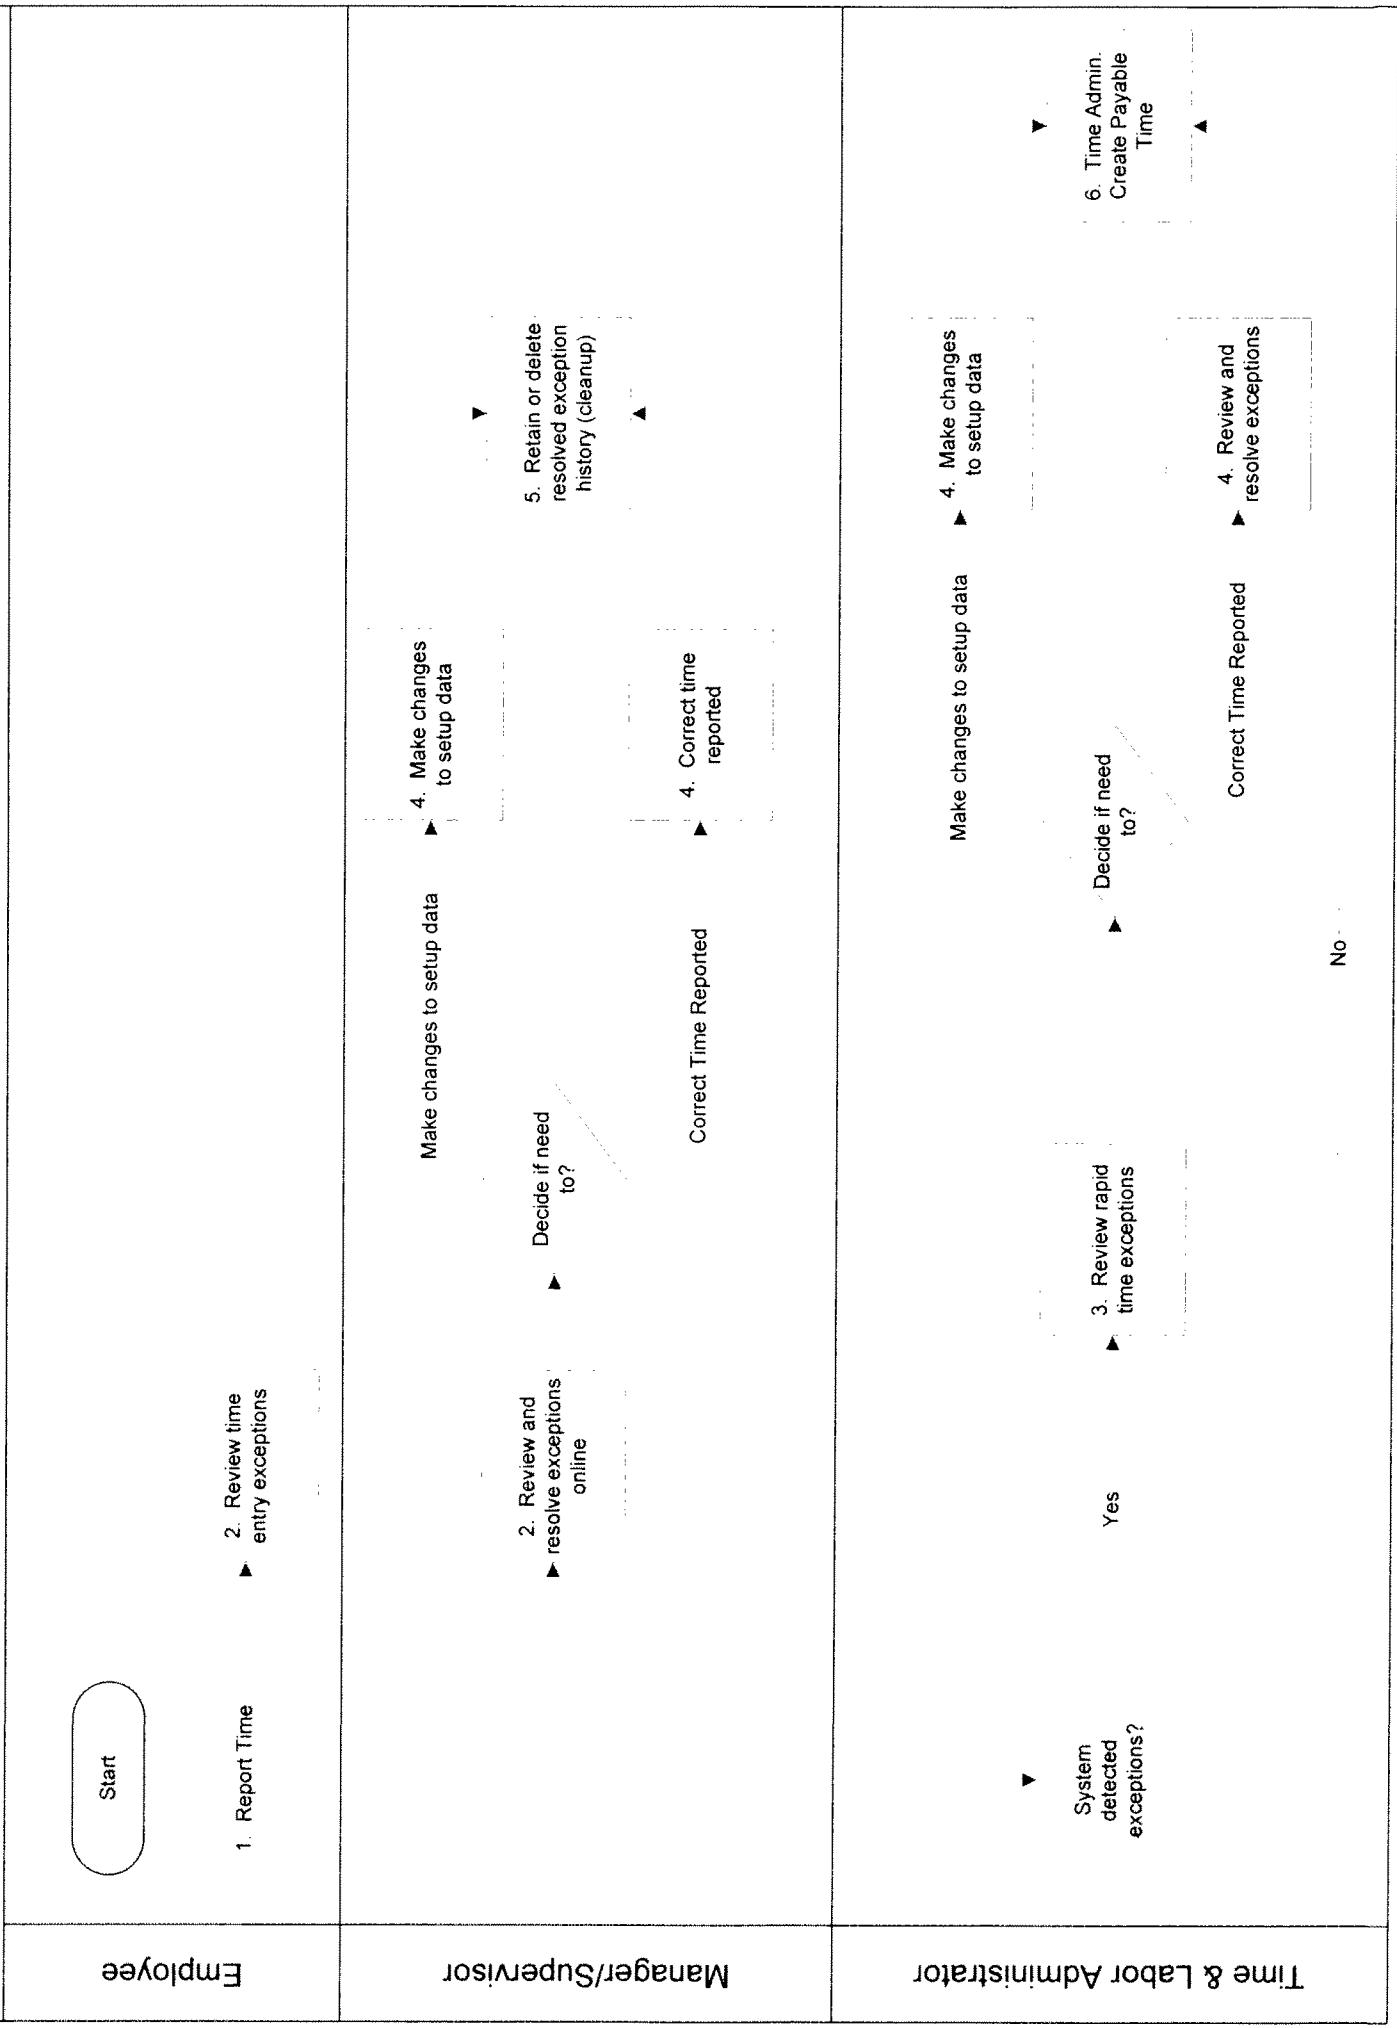 Employee
Start
1. Report Time
2. Review time
entry exceptions
Manager/Supervisor
2. Review and
resolve exceptions
online
Decide if need
to?
Make changes to setup data
4. Make changes
to setup data
Correct Time Reported
4. Correct time
reported
5. Retain or delete
resolved exception
history (cleanup)
Time & Labor Administrator
System
detected
exceptions?
Yes
3. Review rapid
time exceptions
No
Decide if need
to?
Make changes to setup data
4. Make changes
to setup data
Correct Time Reported
4. Review and
resolve exceptions
6. Time Admin.
Create Payable
Time